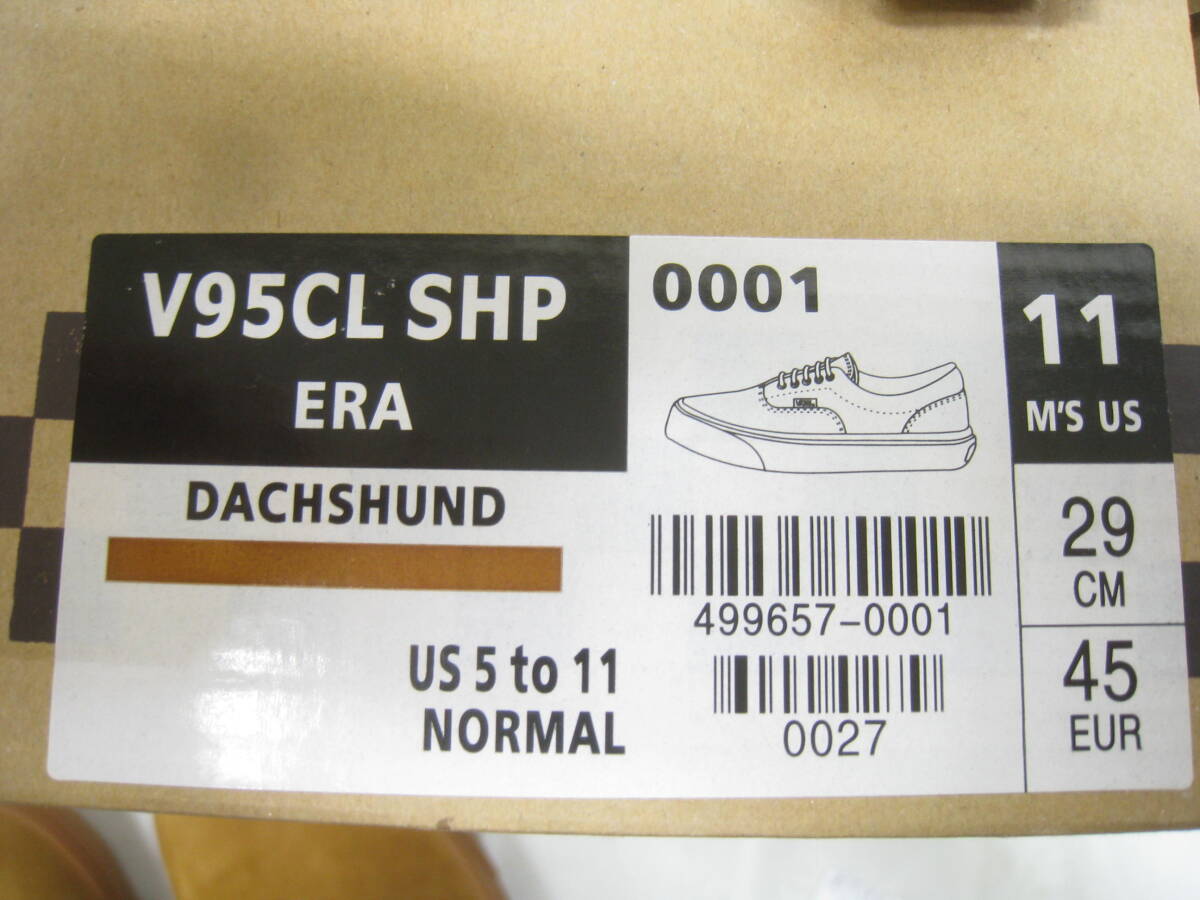 V95CL SHP
ERA
DACHSHUND
US 5 to 11
NORMAL
0001
499657-0001
0027
11
M'S US
29
CM
45
EUR